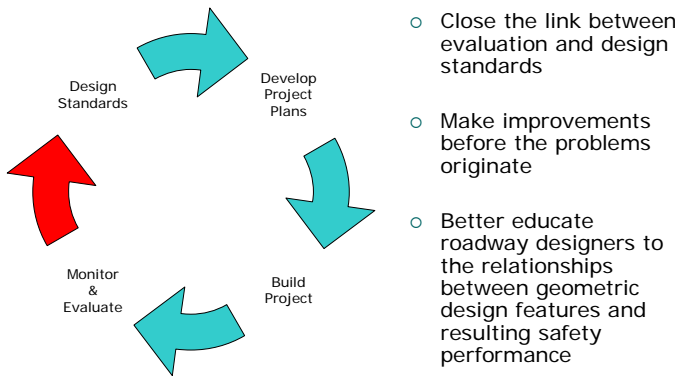 Design
Standards
Develop
Project
Plans
Build
Project
Monitor
&
Evaluate
Close the link between
evaluation and design
standards
Make improvements
before the problems
originate
Better educate
roadway designers to
the relationships
between geometric
design features and
resulting safety
performance